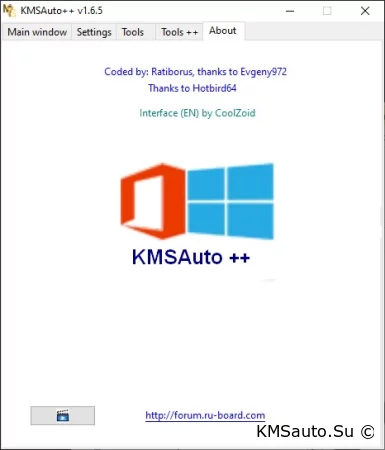 KMSAuto++ v1.6.5
Main window Settings Tools Tools ++ About
Coded by: Ratiborus, thanks to Evgeny972
Thanks to Hotbird64
Interface (EN) by CoolZoid
KMSAuto ++
http://forum.ru-board.com
KMSauto.Su ©